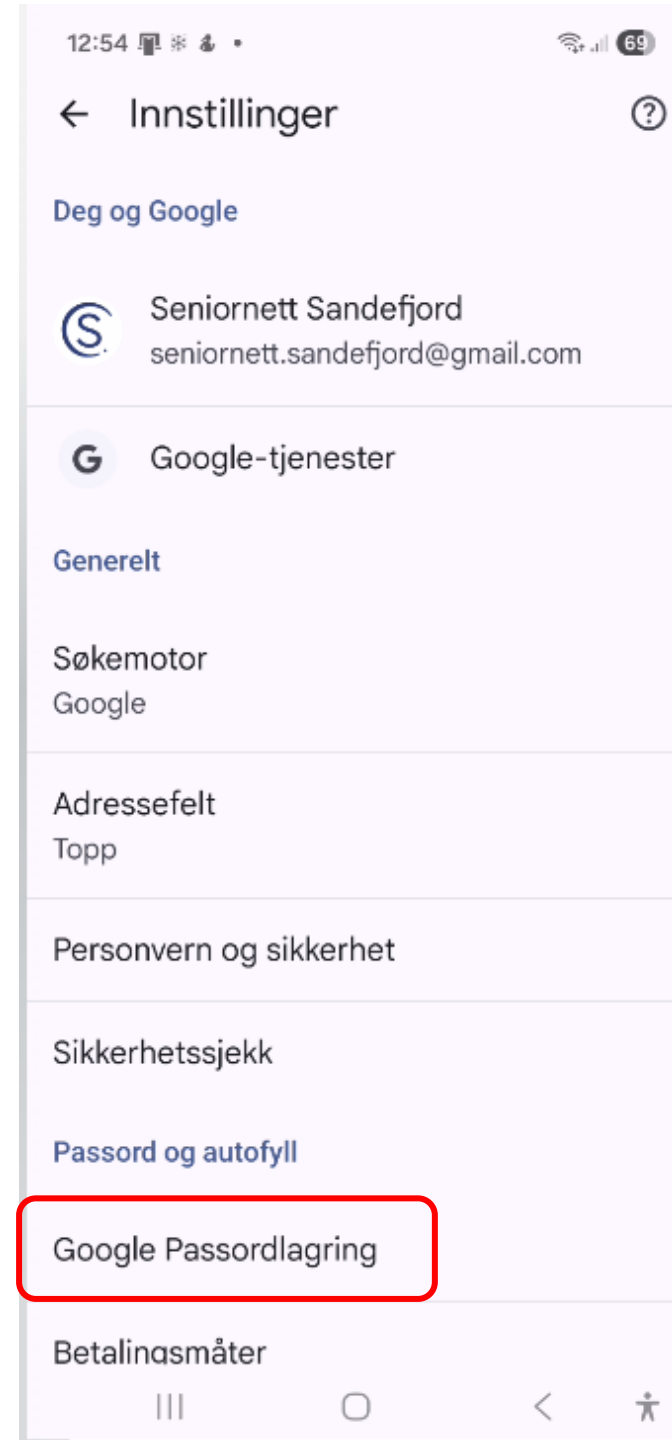 12:54
69
Innstillinger
Deg og Google
Seniornett Sandefjord
seniornett.sandefjord@gmail.com
G Google-tjenester
Generelt
Søkemotor
Google
Adressefelt
Topp
Personvern og sikkerhet
Sikkerhetssjekk
Passord og autofyll
Google Passordlagring
Betalingsmåter